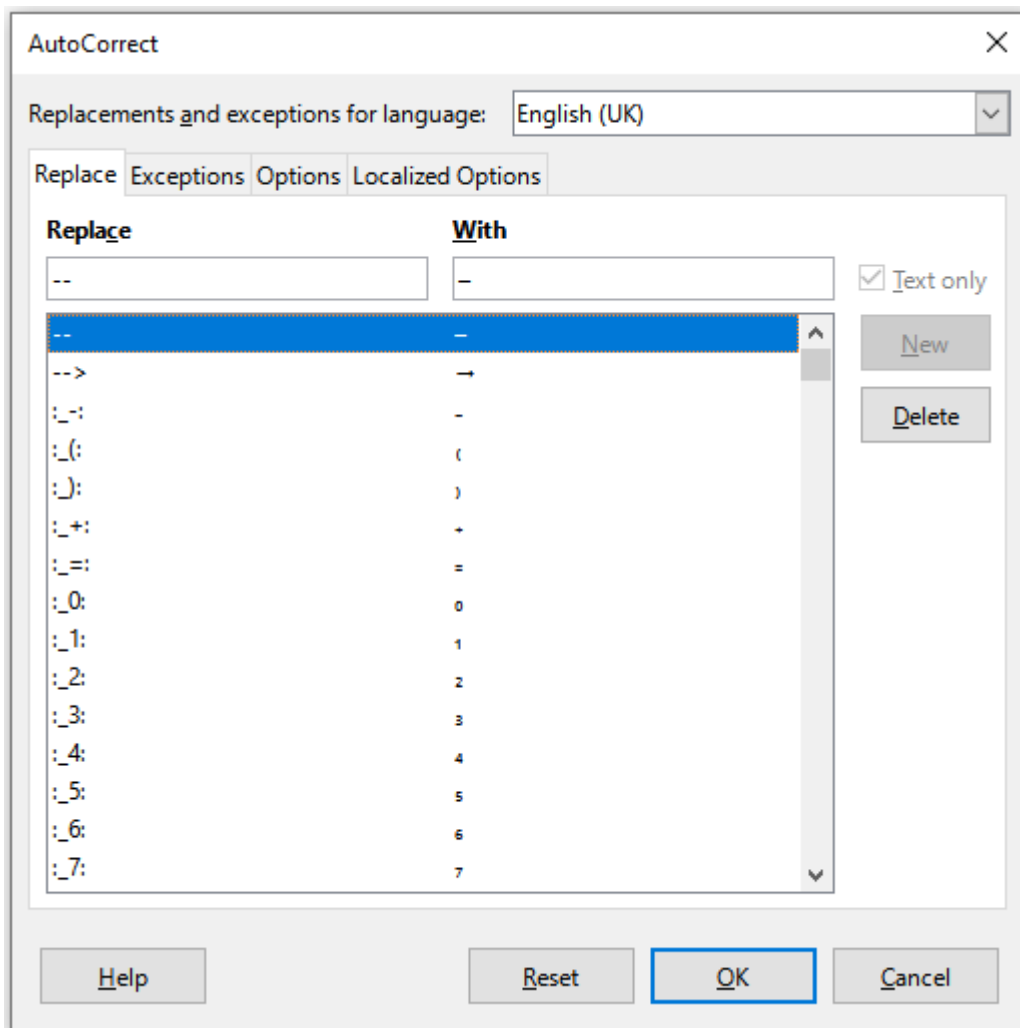 AutoCorrect
Replacements and exceptions for language: English (UK)
Replace Exceptions Options Localized Options
Replace With
-- – Text only
-- – New
--> → Delete
:_-: ₋
:_(: ₍
:_): ₎
:_+: ₊
:_=: ₌
:_0: ₀
:_1: ₁
:_2: ₂
:_3: ₃
:_4: ₄
:_5: ₅
:_6: ₆
:_7: ₇
Help Reset OK Cancel